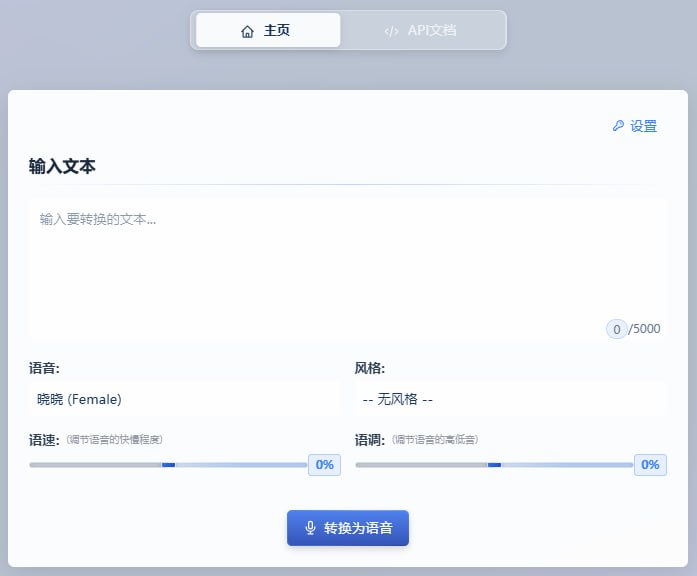 主页
</> API文档
设置
输入文本
输入要转换的文本...
0/5000
语音: 风格:
晓晓 (Female) -- 无风格 --
语速: (调节语音的快慢程度) 语调: (调节语音的高低音)
0% 0%
转换为语音